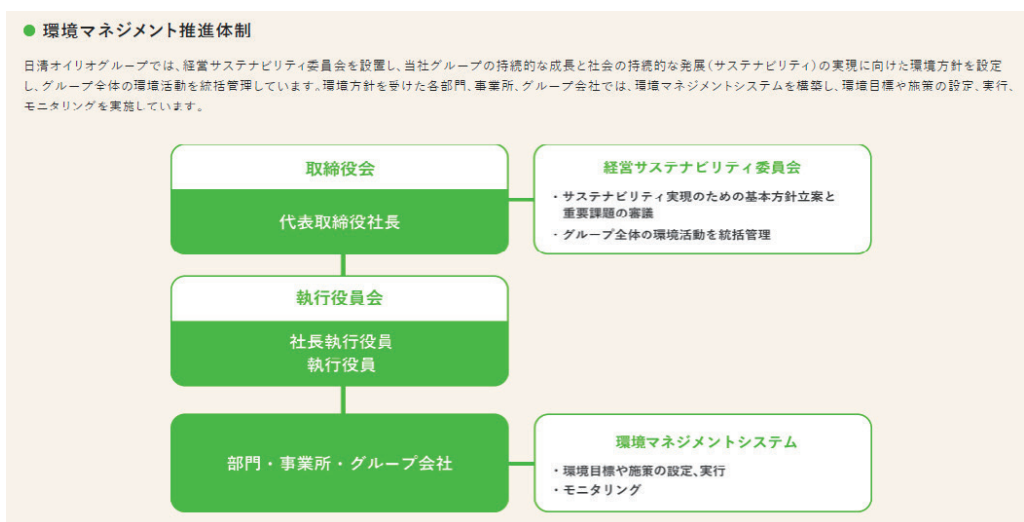 環境マネジメント推進体制
日清オイリオグループでは、経営サステナビリティ委員会を設置し、当社グループの持続的な成長と社会の持続的な発展(サステナビリティ)の実現に向けた環境方針を設定
し、グループ全体の環境活動を統括管理しています。環境方針を受けた各部門、事業所、グループ会社では、環境マネジメントシステムを構築し、環境目標や施策の設定、実行、
モニタリングを実施しています。
取締役会
代表取締役社長
経営サステナビリティ委員会
・サステナビリティ実現のための基本方針立案と
重要課題の審議
・グループ全体の環境活動を統括管理
執行役員会
社長執行役員
執行役員
部門・事業所・グループ会社
環境マネジメントシステム
・環境目標や施策の設定、実行
・モニタリング